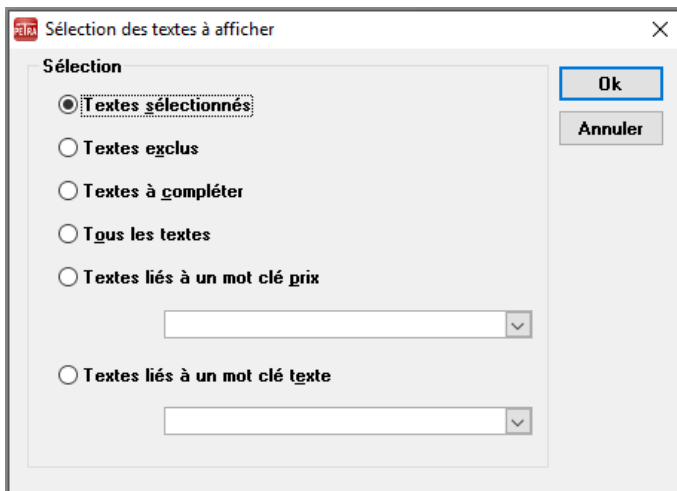 PETRA Sélection des textes à afficher
Sélection
Ok
Textes sélectionnés
Annuler
Textes exclus
Textes à compléter
Tous les textes
Textes liés à un mot clé prix
Textes liés à un mot clé texte